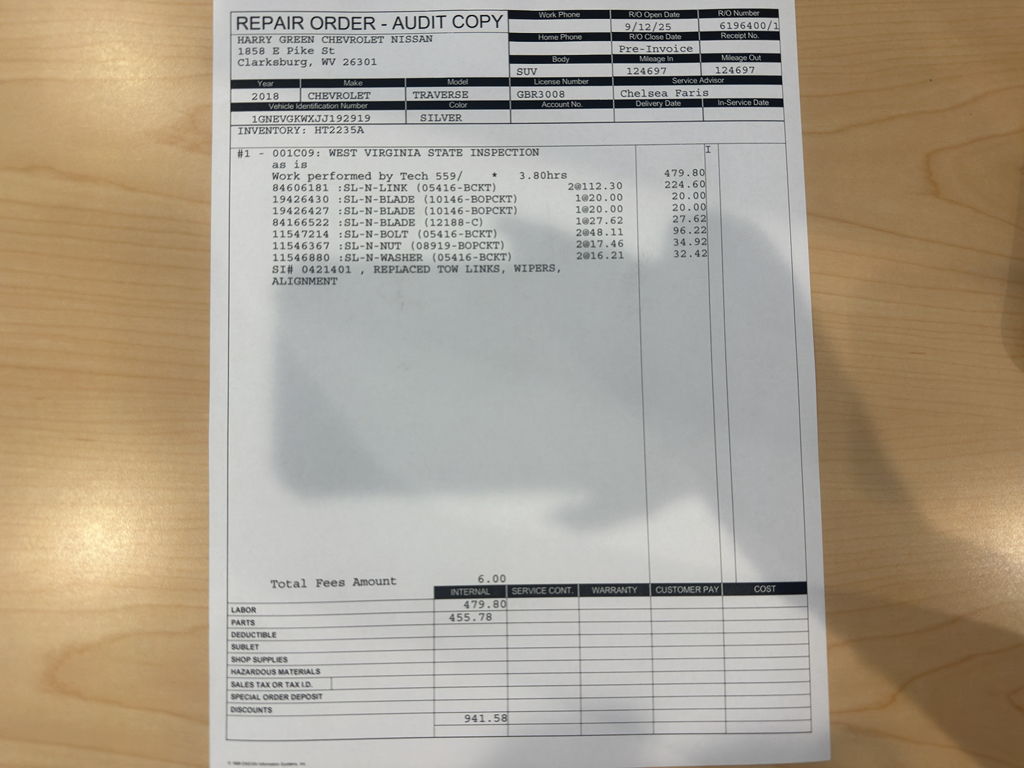 REPAIR ORDER - AUDIT COPY
HARRY GREEN CHEVROLET NISSAN
1858 E Pike St
Clarksburg, WV 26301
Work Phone R/O Open Date R/O Number
9/12/25 6196400/1
Home Phone R/O Close Date Receipt No.
Pre-Invoice
Body Mileage In Mileage Out
SUV 124697 124697
Year Make Model License Number Service Advisor
2018 CHEVROLET TRAVERSE GBR3008 Chelsea Faris
Vehicle Identification Number Color Account No. Delivery Date In-Service Date
1GNEVGKWXJJ192919 SILVER
INVENTORY: HT2235A
#1 - 001C09: WEST VIRGINIA STATE INSPECTION I
as is
Work performed by Tech 559/ * 3.80hrs 479.80
84606181 :SL-N-LINK (05416-BCKT) 2@112.30 224.60
19426430 :SL-N-BLADE (10146-BOPCKT) 1@20.00 20.00
19426427 :SL-N-BLADE (10146-BOPCKT) 1@20.00 20.00
84166522 :SL-N-BLADE (12188-C) 1@27.62 27.62
11547214 :SL-N-BOLT (05416-BCKT) 2@48.11 96.22
11546367 :SL-N-NUT (08919-BOPCKT) 2@17.46 34.92
11546880 :SL-N-WASHER (05416-BCKT) 2@16.21 32.42
SI# 0421401 , REPLACED TOW LINKS, WIPERS,
ALIGNMENT
Total Fees Amount 6.00
INTERNAL SERVICE CONT. WARRANTY CUSTOMER PAY COST
LABOR 479.80
PARTS 455.78
DEDUCTIBLE
SUBLET
SHOP SUPPLIES
HAZARDOUS MATERIALS
SALES TAX OR TAX I.D.
SPECIAL ORDER DEPOSIT
DISCOUNTS
941.58